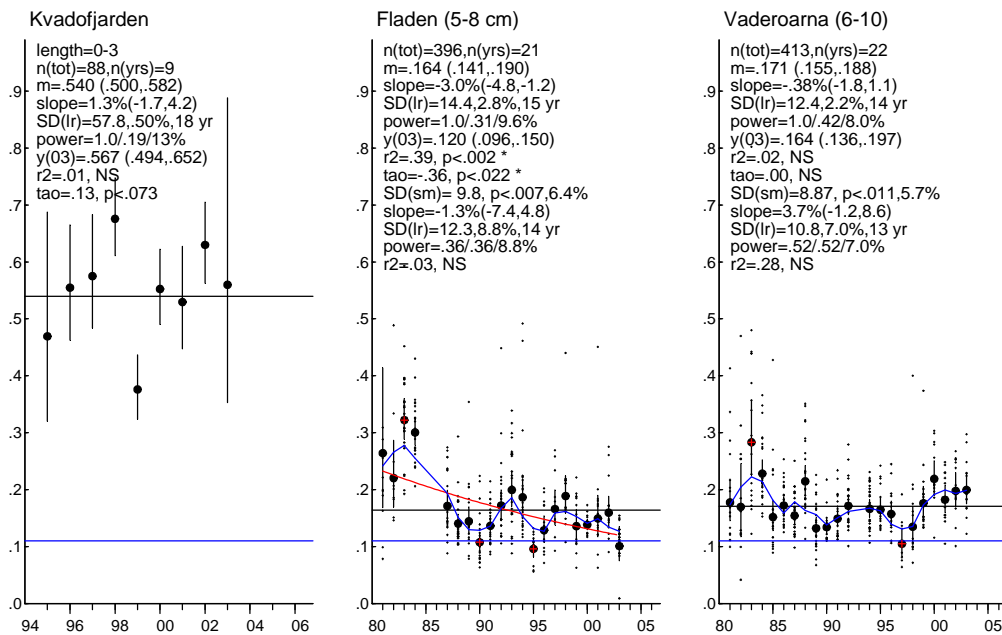 Kvadofjarden
length=0-3
n(tot)=88,n(yrs)=9
m=.540 (.500,.582)
slope=1.3%(-1.7,4.2)
SD(lr)=57.8,.50%,18 yr
power=1.0/.19/13%
y(03)=.567 (.494,.652)
r2=.01, NS
tao=.13, p<.073
.9
.8
.7
.6
.5
.4
.3
.2
.1
.0
94 96 98 00 02 04 06
Fladen (5-8 cm)
n(tot)=396,n(yrs)=21
m=.164 (.141,.190)
slope=-3.0%(-4.8,-1.2)
SD(lr)=14.4,2.8%,15 yr
power=1.0/.31/9.6%
y(03)=.120 (.096,.150)
r2=.39, p<.002 *
tao=-.36, p<.022 *
SD(sm)= 9.8, p<.007,6.4%
slope=-1.3%(-7.4,4.8)
SD(lr)=12.3,8.8%,14 yr
power=.36/.36/8.8%
r2=.03, NS
.9
.8
.7
.6
.5
.4
.3
.2
.1
.0
80 85 90 95 00 05
Vaderoarna (6-10)
n(tot)=413,n(yrs)=22
m=.171 (.155,.188)
slope=-.38%(-1.8,1.1)
SD(lr)=12.4,2.2%,14 yr
power=1.0/.42/8.0%
y(03)=.164 (.136,.197)
r2=.02, NS
tao=.00, NS
SD(sm)=8.87, p<.011,5.7%
slope=3.7%(-1.2,8.6)
SD(lr)=10.8,7.0%,13 yr
power=.52/.52/7.0%
r2=.28, NS
.9
.8
.7
.6
.5
.4
.3
.2
.1
.0
80 85 90 95 00 05